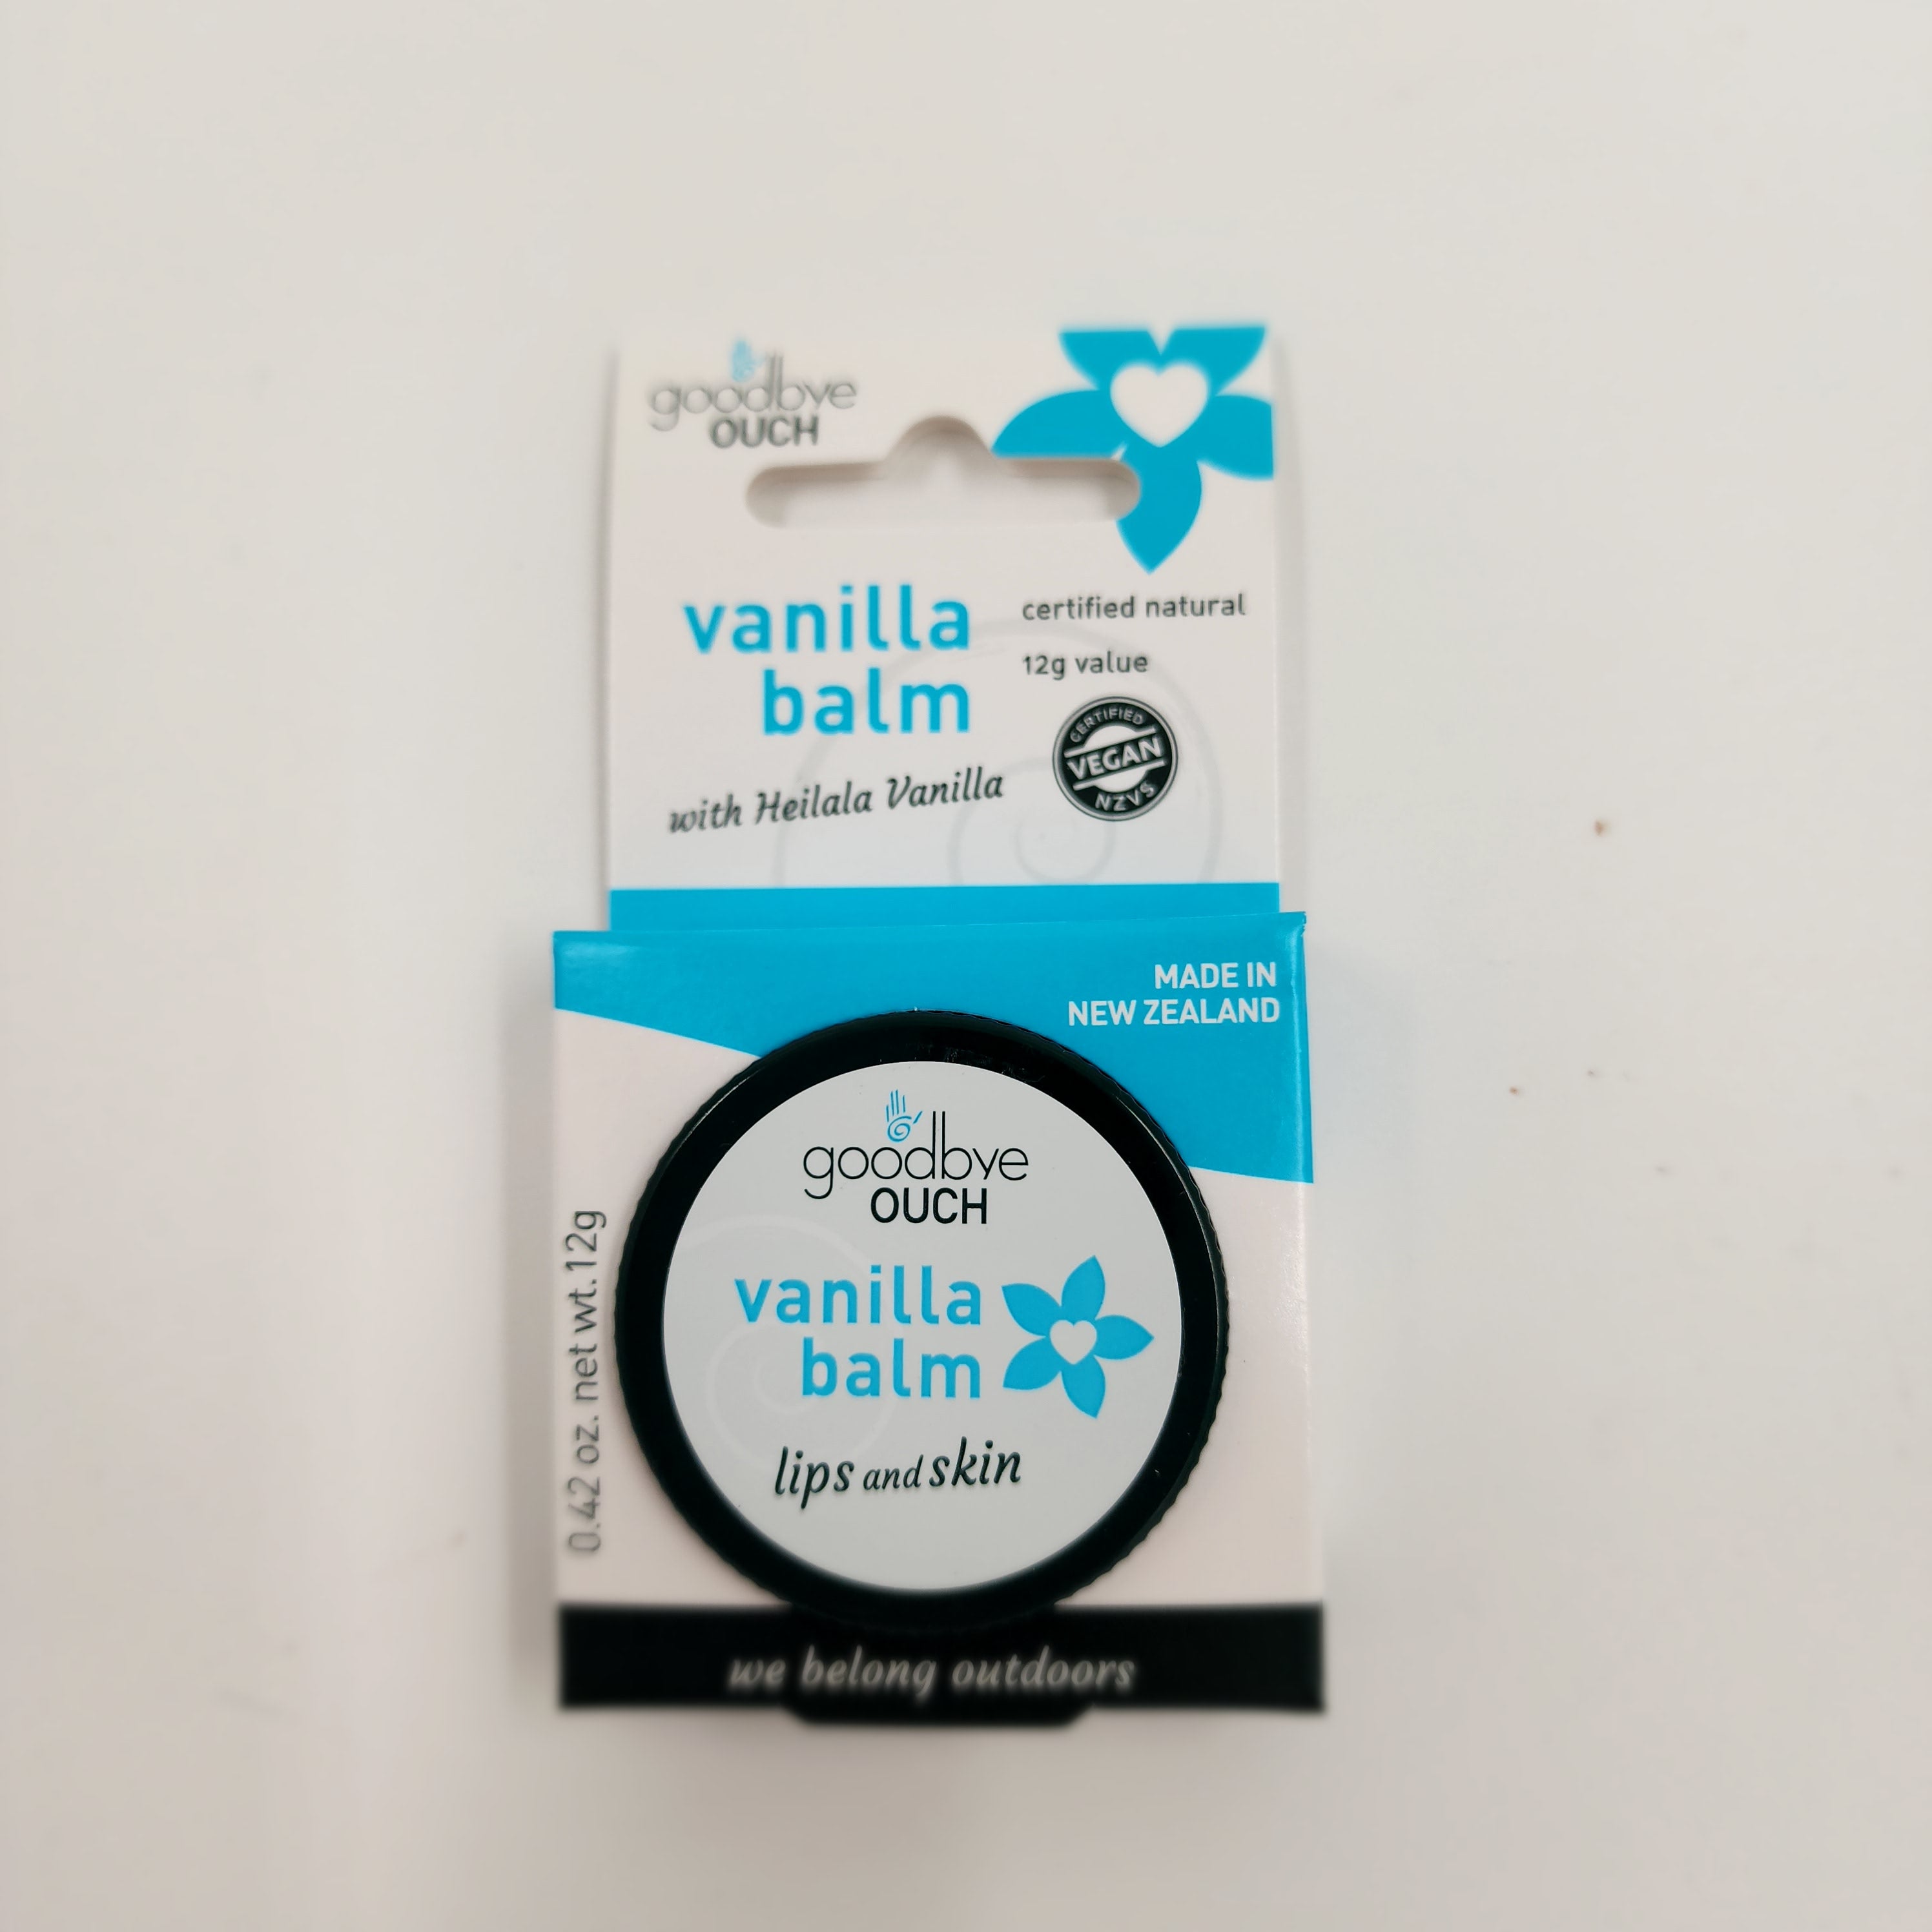 goodbye
OUCH
vanilla
balm
with Heilala Vanilla
certified natural
12g value
CERTIFIED
VEGAN
NZVS
MADE IN
NEW ZEALAND
goodbye
OUCH
vanilla
balm
lips and skin
0.42 oz. net wt.12g
we belong outdoors